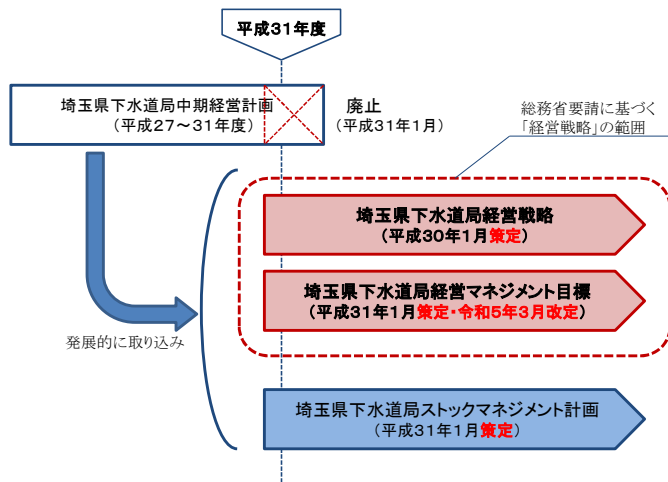 平成31年度
埼玉県下水道局中期経営計画
(平成27～31年度)
廃止
(平成31年1月)
総務省要請に基づく
「経営戦略」の範囲
埼玉県下水道局経営戦略
(平成30年1月策定)
埼玉県下水道局経営マネジメント目標
(平成31年1月策定・令和5年3月改定)
発展的に取り込み
埼玉県下水道局ストックマネジメント計画
(平成31年1月策定)